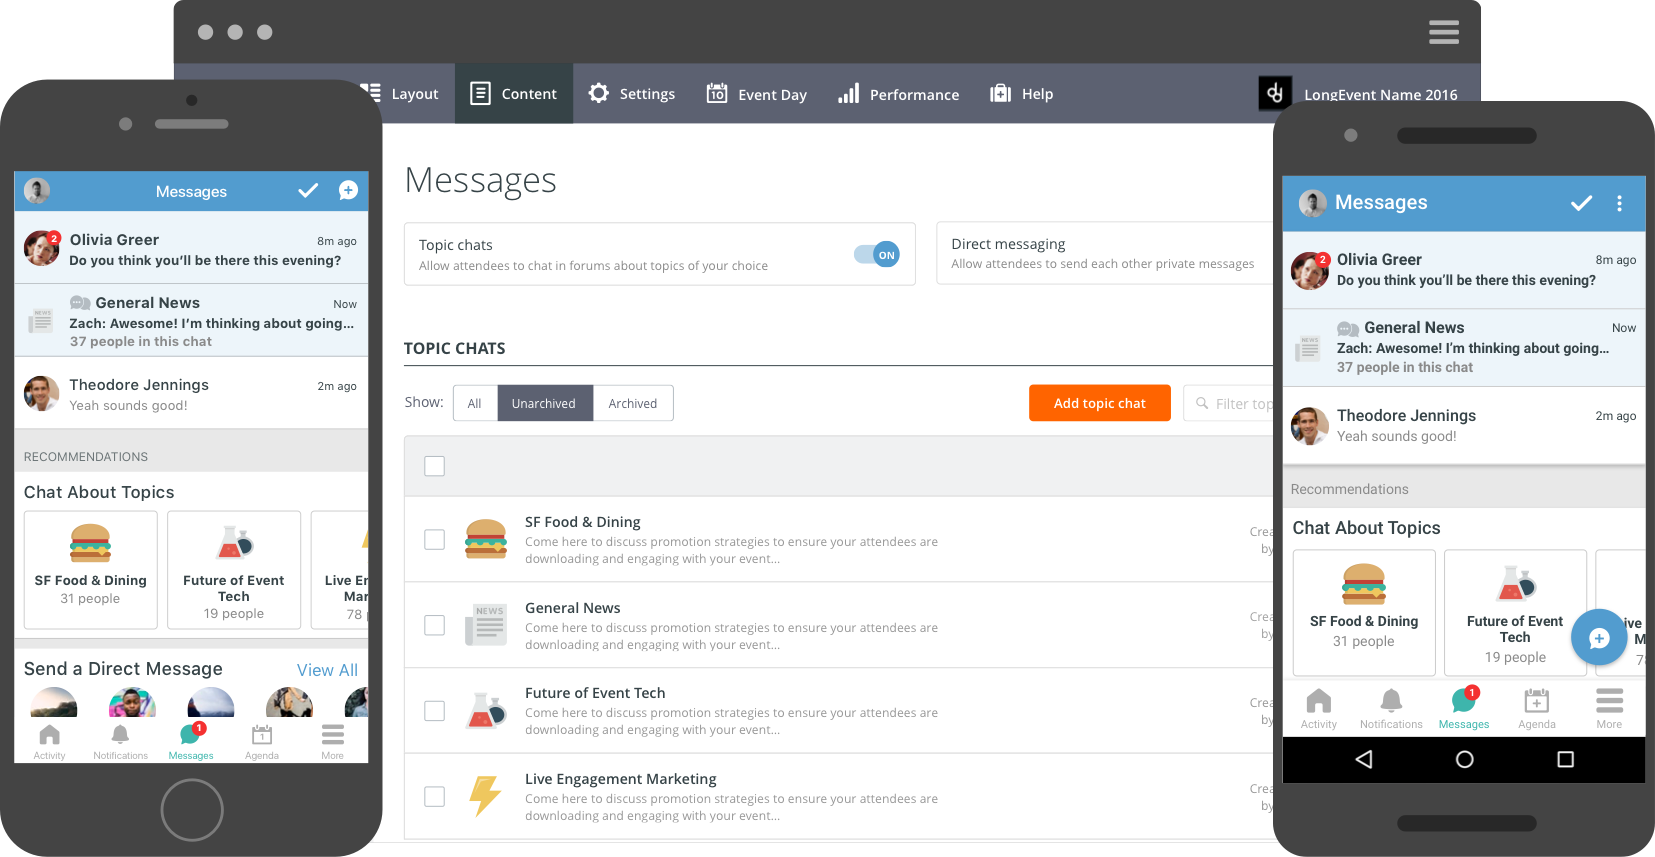 Layout
Content
Settings
10
Event Day
Performance
Help
LongEvent Name 2016
Messages
Topic chats
Allow attendees to chat in forums about topics of your choice
ON
Direct messaging
Allow attendees to send each other private messages
TOPIC CHATS
Show:
All
Unarchived
Archived
Add topic chat
Filter top
SF Food & Dining
Come here to discuss promotion strategies to ensure your attendees are
downloading and engaging with your event...
Crea
by
NEWS
General News
Come here to discuss promotion strategies to ensure your attendees are
downloading and engaging with your event...
Crea
by
Future of Event Tech
Come here to discuss promotion strategies to ensure your attendees are
downloading and engaging with your event...
Crea
by
Live Engagement Marketing
Come here to discuss promotion strategies to ensure your attendees are
downloading and engaging with your event...
Crea
by
Messages
2
Olivia Greer
8m ago
Do you think you'll be there this evening?
NEWS
General News
Now
Zach: Awesome! I'm thinking about going...
37 people in this chat
Theodore Jennings
2m ago
Yeah sounds good!
RECOMMENDATIONS
Chat About Topics
SF Food & Dining
31 people
Future of Event
Tech
19 people
Live En
Mar
78 p
Send a Direct Message
View All
Activity
Notifications
1
Messages
1
Agenda
More
Messages
2
Olivia Greer
8m ago
Do you think you'll be there this evening?
NEWS
General News
Now
Zach: Awesome! I'm thinking about going...
37 people in this chat
Theodore Jennings
2m ago
Yeah sounds good!
Recommendations
Chat About Topics
SF Food & Dining
31 people
Future of Event
Tech
19 people
ive
M
78
Activity
Notifications
1
Messages
Agenda
More